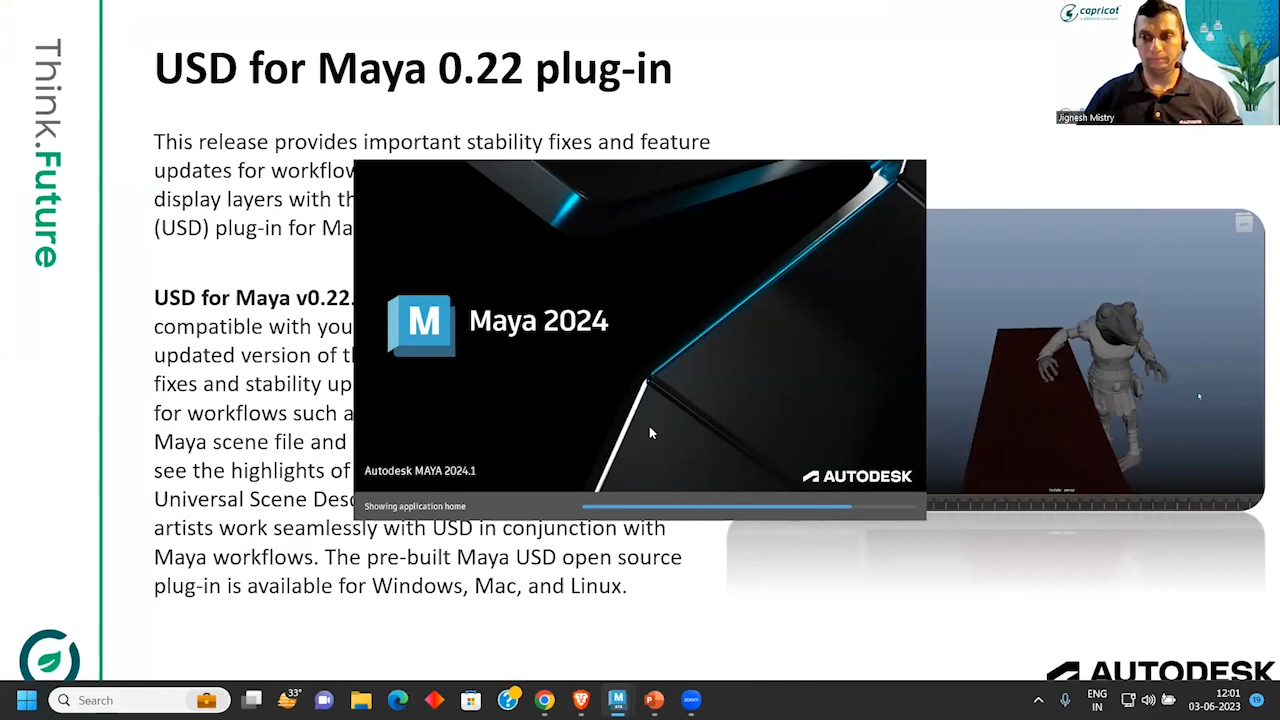 Think.Future
USD for Maya 0.22 plug-in
capricot
Jignesh Mistry
This release provides important stability fixes and feature
updates for workflow
display layers with th
(USD) plug-in for Ma
USD for Maya v0.22.
compatible with you
updated version of th
fixes and stability up
for workflows such a
Maya scene file and
see the highlights of
Universal Scene Desc
artists work seamlessly with USD in conjunction with
Maya workflows. The pre-built Maya USD open source
plug-in is available for Windows, Mac, and Linux.
M
Maya 2024
Autodesk MAYA 2024.1
AUTODESK
Showing application home
AUTODESK
Search
33°
M
zoom
ENG
IN
12:01
03-06-2023
19